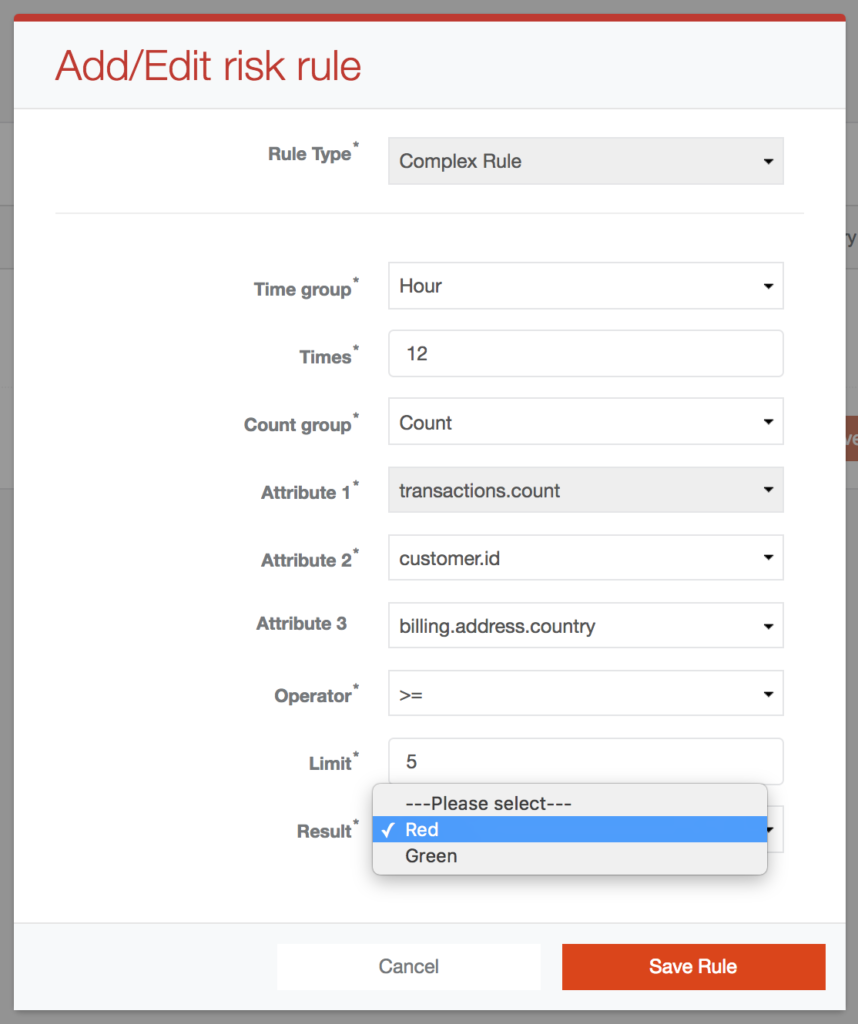 Add/Edit risk rule
Rule Type* Complex Rule
ry
Time group* Hour
Times* 12
Count group* Count
ve
Attribute 1* transactions.count
Attribute 2* customer.id
Attribute 3 billing.address.country
Operator* >=
Limit* 5
---Please select---
Result* ✓ Red
Green
Cancel Save Rule